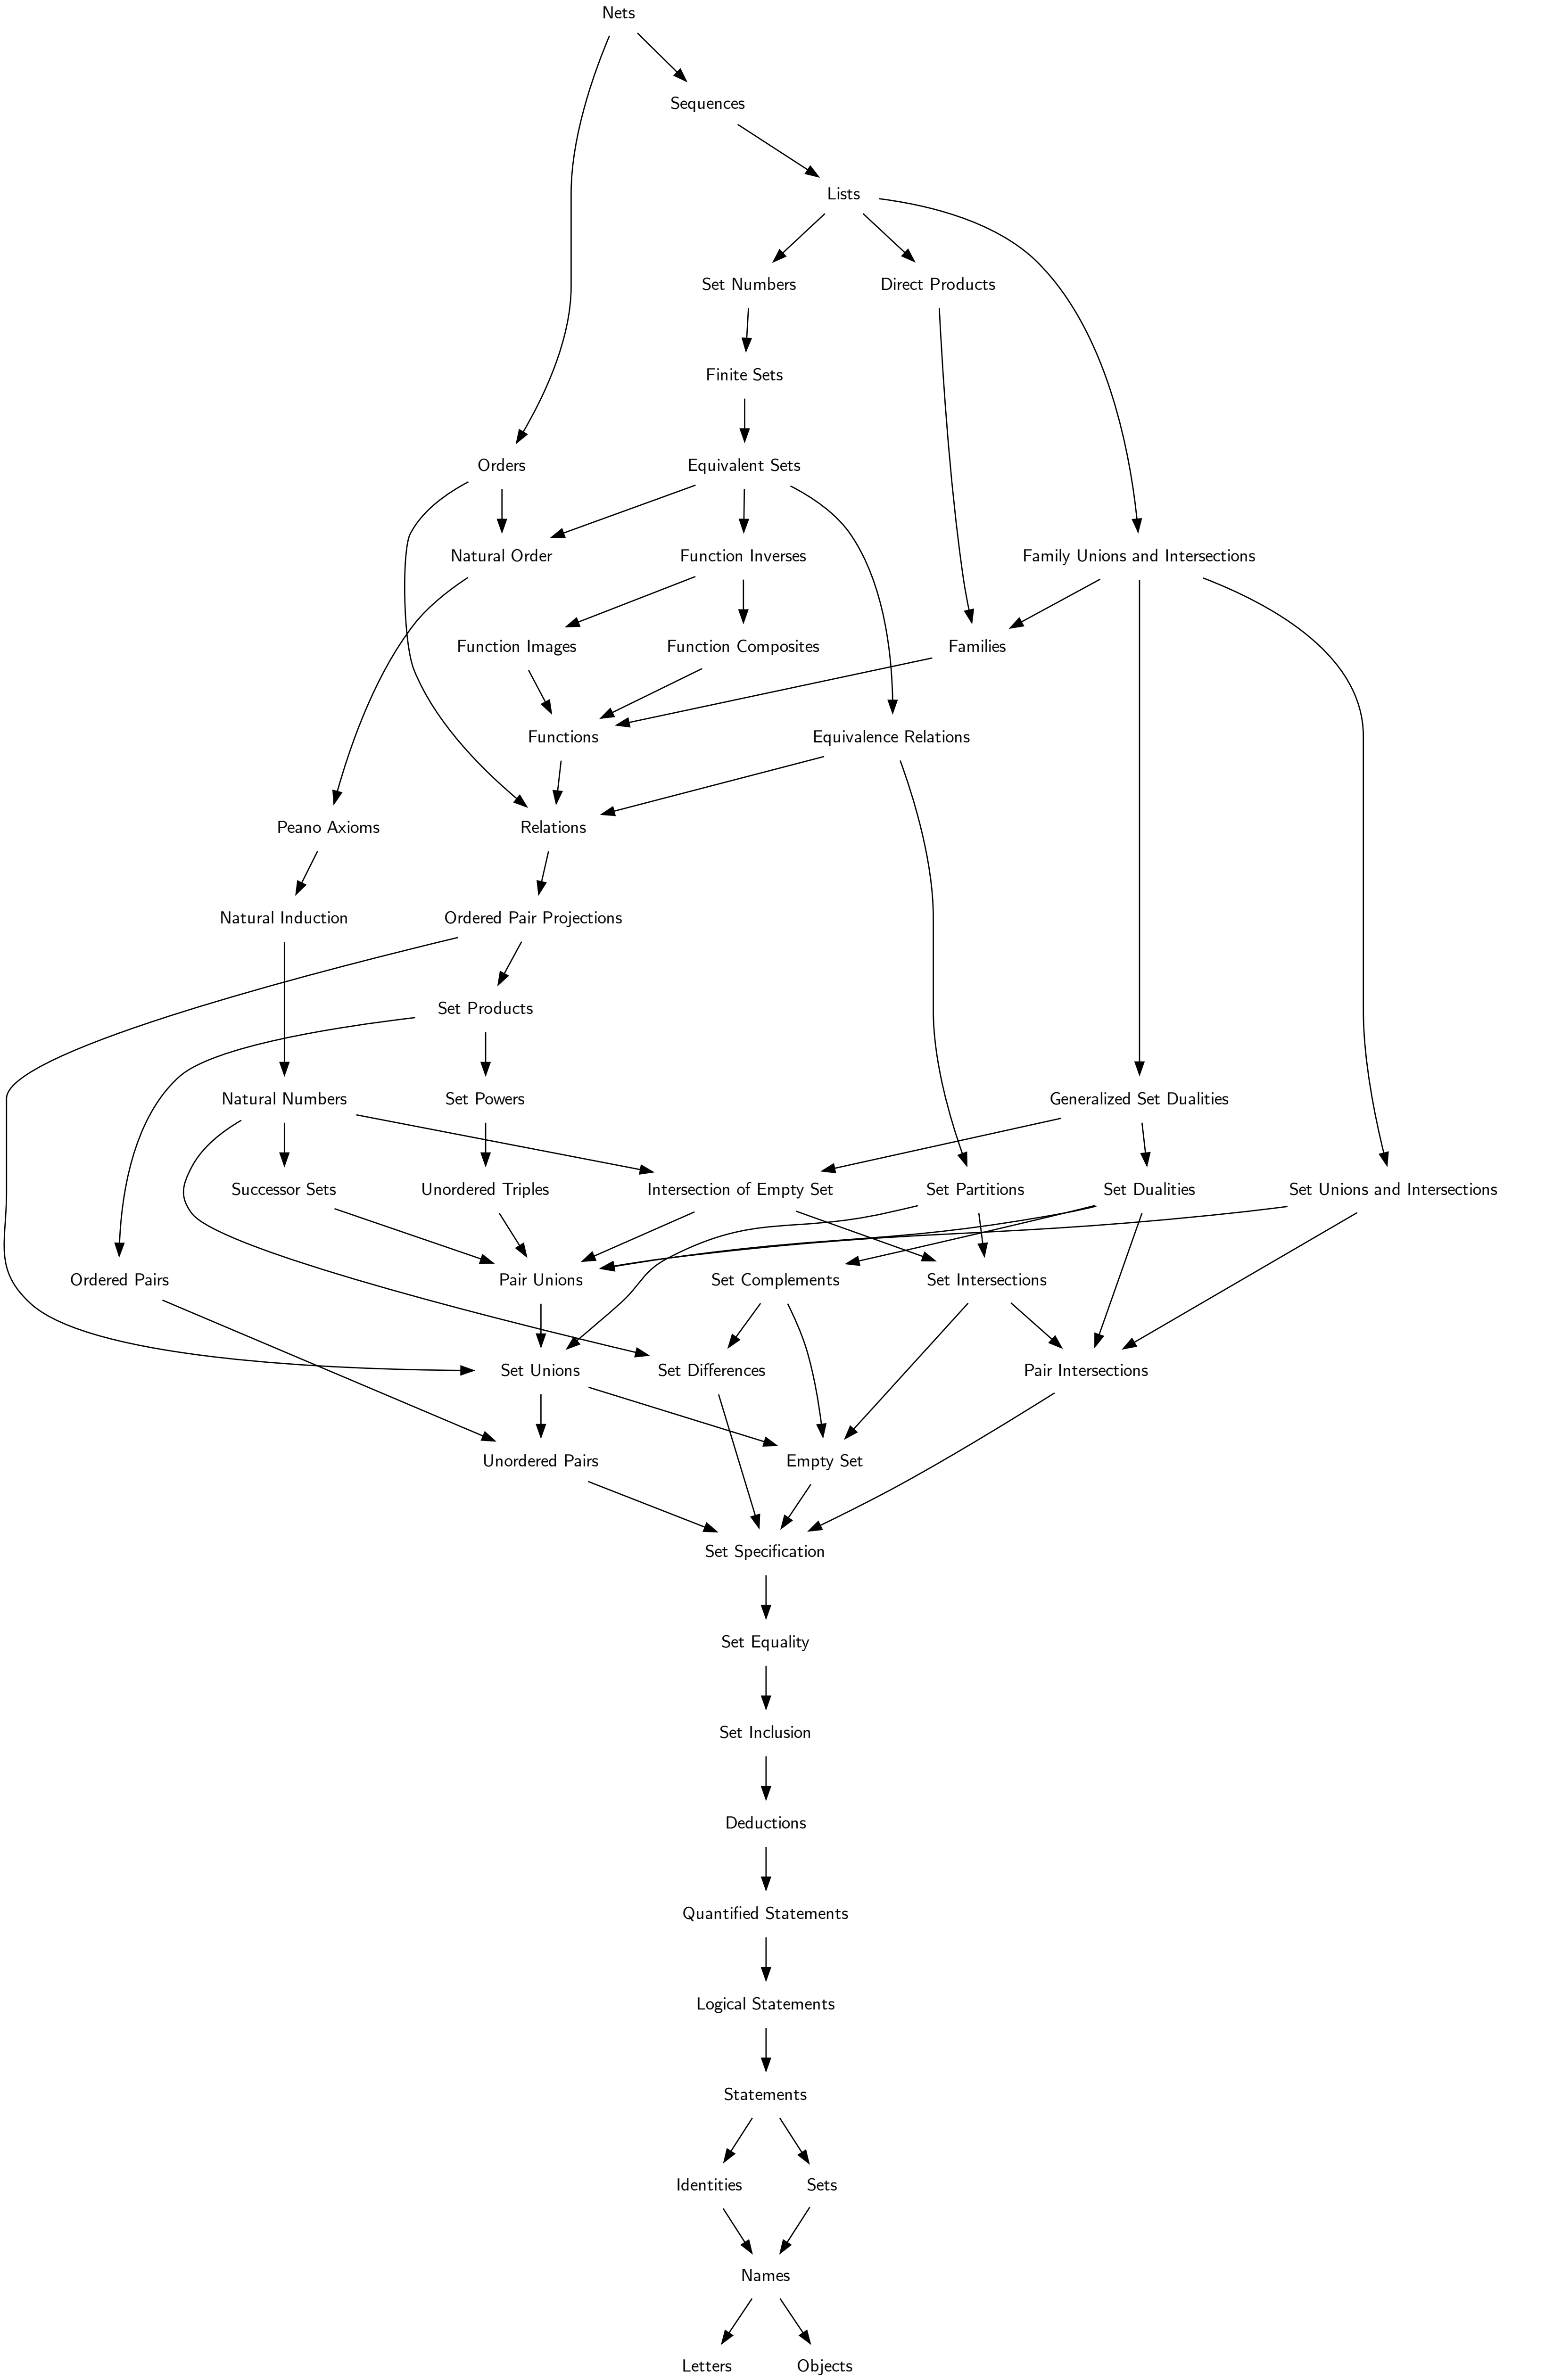 Nets
Sequences
Lists
Set Numbers
Direct Products
Finite Sets
Orders
Equivalent Sets
Natural Order
Function Inverses
Family Unions and Intersections
Function Images
Function Composites
Families
Functions
Equivalence Relations
Peano Axioms
Relations
Natural Induction
Ordered Pair Projections
Set Products
Natural Numbers
Set Powers
Generalized Set Dualities
Successor Sets
Unordered Triples
Intersection of Empty Set
Set Partitions
Set Dualities
Set Unions and Intersections
Ordered Pairs
Pair Unions
Set Complements
Set Intersections
Set Unions
Set Differences
Pair Intersections
Unordered Pairs
Empty Set
Set Specification
Set Equality
Set Inclusion
Deductions
Quantified Statements
Logical Statements
Statements
Identities
Sets
Names
Letters
Objects